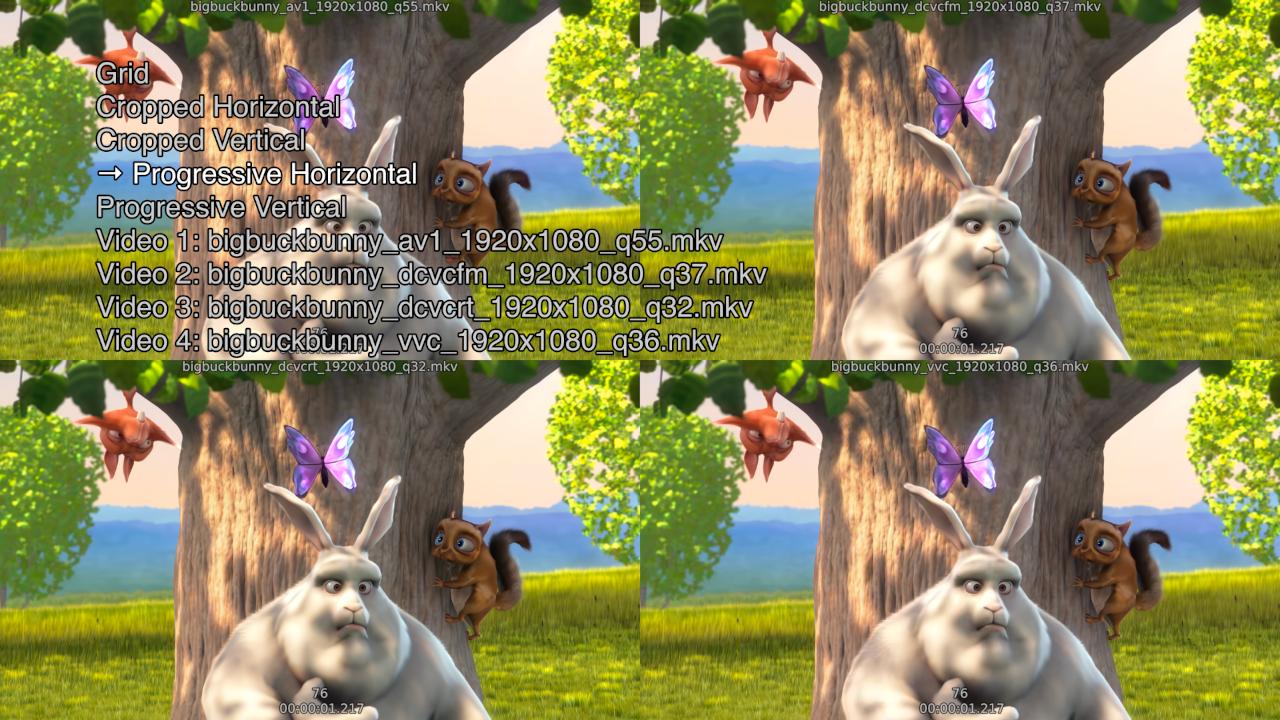 bigbuckbunny_av1_1920x1080_q55.mkv
bigbuckbunny_dcvcfm_1920x1080_q37.mkv
Grid
Cropped Horizontal
Cropped Vertical
→ Progressive Horizontal
Progressive Vertical
Video 1: bigbuckbunny_av1_1920x1080_q55.mkv
Video 2: bigbuckbunny_dcvcfm_1920x1080_q37.mkv
Video 3: bigbuckbunny_dcvcrt_1920x1080_q32.mkv
Video 4: bigbuckbunny_vvc_1920x1080_q36.mkv
76
76
00:00:01.217
bigbuckbunny_dcvcrt_1920x1080_q32.mkv
bigbuckbunny_vvc_1920x1080_q36.mkv
76
00:00:01.217
76
00:00:01.217